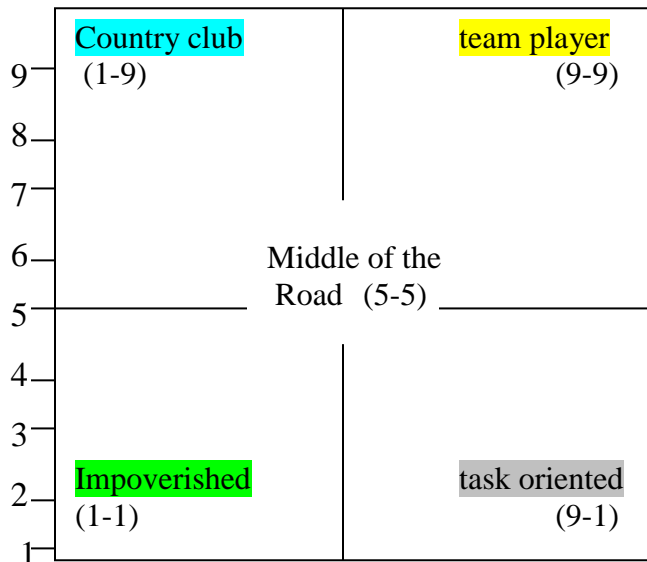 Country club team player
9 (1-9) (9-9)
8
7
6 Middle of the
5 Road (5-5)
4
3
Impoverished task oriented
2 (1-1) (9-1)
1